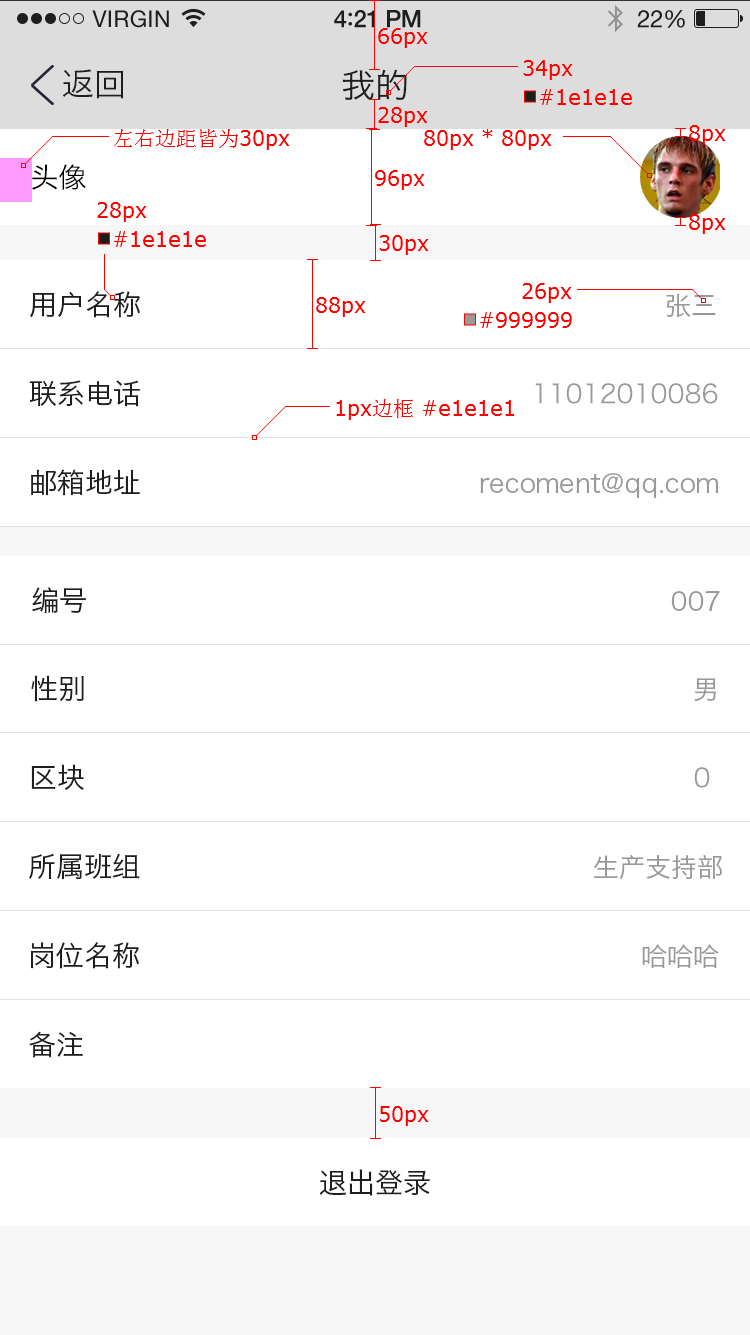 VIRGIN 4:21 PM 22%
66px
返回 我的 34px
#1e1e1e
28px
左右边距皆为30px 80px * 80px 8px
头像 96px
28px 8px
#1e1e1e 30px
用户名称 88px 26px 张三
#999999
联系电话 1px边框 #e1e1e1 11012010086
邮箱地址 recoment@qq.com
编号 007
性别 男
区块 0
所属班组 生产支持部
岗位名称 哈哈哈
备注
50px
退出登录